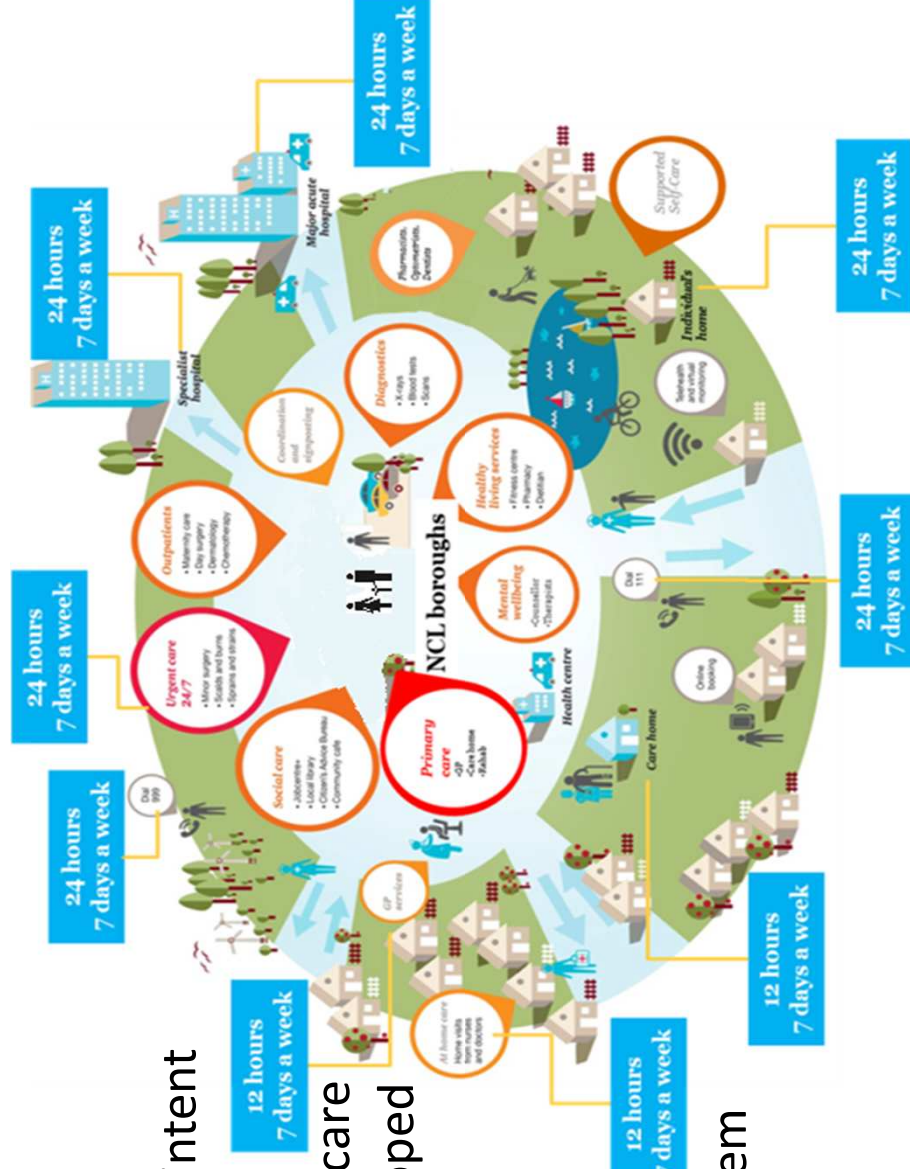 intent
care
pped
em
24 hours
7 days a week
24 hours
7 days a week
24 hours
7 days a week
24 hours
7 days a week
12 hours
7 days a week
12 hours
7 days a week
12 hours
7 days a week
24 hours
7 days a week
24 hours
7 days a week
Dial
999
Urgent care
24/7
• Minor surgery
• Scalds and burns
• Sprains and strains
Outpatients
• Maternity care
• Day surgery
• Dermatology
• Chemotherapy
Specialist
hospital
Major acute
hospital
Coordination
and
signposting
Social care
• Jobcentre+
• Local library
• Citizen's Advice Bureau
• Community cafe
Diagnostics
• X-rays
• Blood tests
• Scans
Pharmacists,
Optometrists,
Dentists
GP
services
Primary
care
•GP
•Care home
•Rehab
NCL boroughs
Healthy
living services
• Fitness centre
• Pharmacy
• Dietitian
Mental
wellbeing
•Counsellor
•Therapists
At home care
Home visits
from nurses
and doctors
Health centre
Care home
Online
booking
Dial
111
Telehealth
and virtual
monitoring
Individual's
home
Supported
Self Care